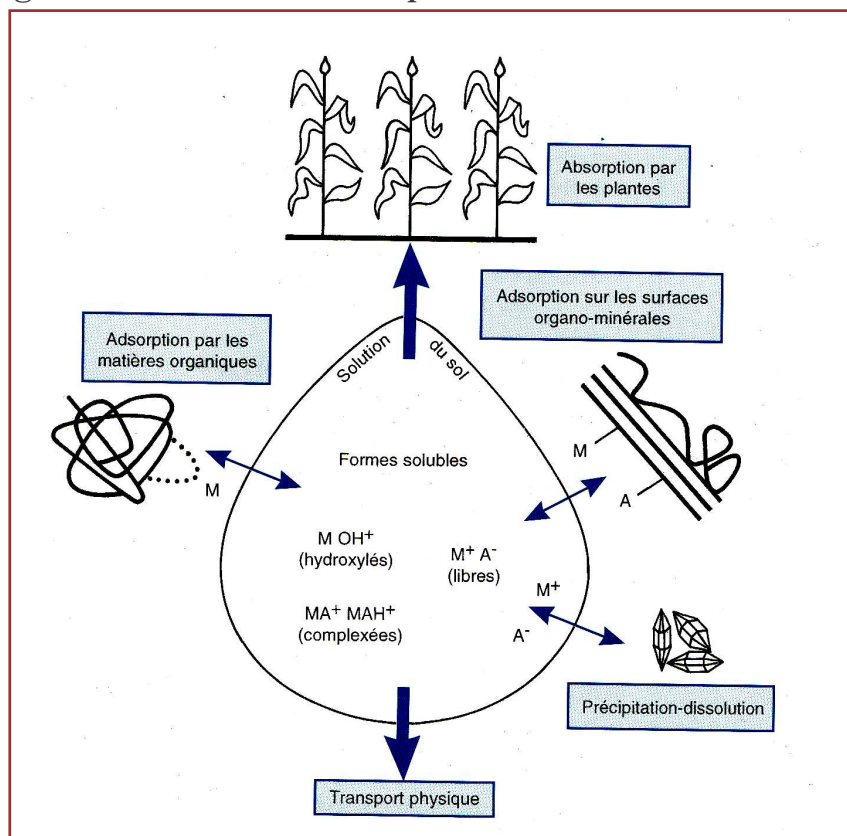 Absorption par
les plantes
Adsorption sur les surfaces
organo-minérales
Adsorption par les
matières organiques
Solution du sol
M
A
M
Formes solubles
M OH+
(hydroxylés)
M+ A-
(libres)
M+
A-
MA+ MAH+
(complexées)
Précipitation-dissolution
Transport physique